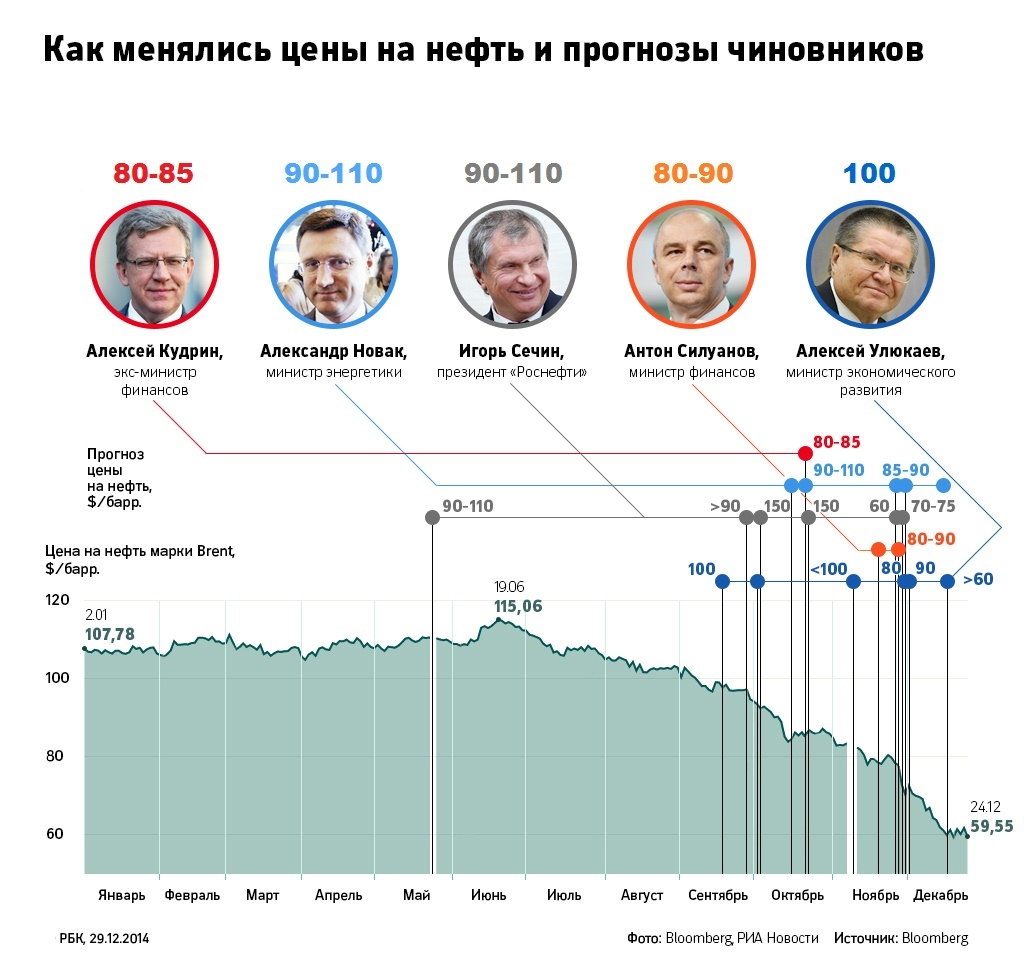 Как менялись цены на нефть и прогнозы чиновников
80-85
90-110
90-110
80-90
100
Алексей Кудрин,
экс-министр
финансов
Александр Новак,
министр энергетики
Игорь Сечин,
президент «Роснефти»
Антон Силуанов,
министр финансов
Алексей Улюкаев,
министр экономического
развития
Прогноз
цены
на нефть,
$/барр.
80-85
90-110
85-90
90-110
>90
150
150
60
70-75
80-90
100
<100
80
90
>60
Цена на нефть марки Brent,
$/барр.
120
100
80
60
2.01
107,78
19.06
115,06
24.12
59,55
Январь
Февраль
Март
Апрель
Май
Июнь
Июль
Август
Сентябрь
Октябрь
Ноябрь
Декабрь
РБК, 29.12.2014
Фото: Bloomberg, РИА Новости
Источник: Bloomberg